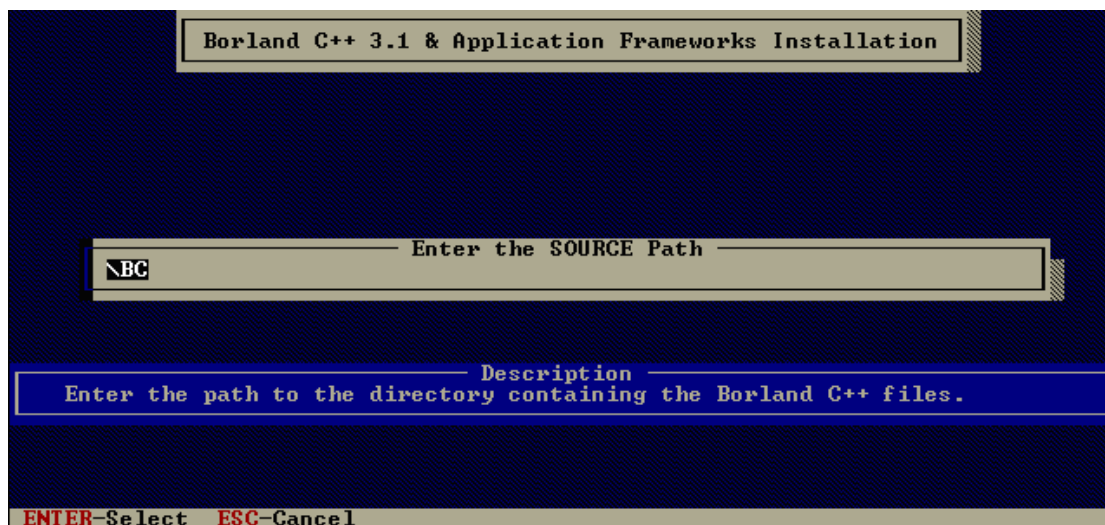 Borland C++ 3.1 & Application Frameworks Installation
Enter the SOURCE Path
\BC
Description
Enter the path to the directory containing the Borland C++ files.
ENTER-Select ESC-Cancel